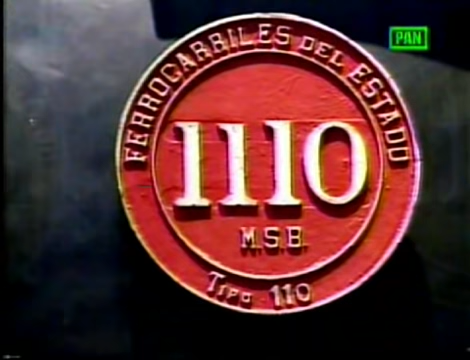 PAN
FERROCARRILES DEL ESTADO
1110
M.S.B.
Tipo 110